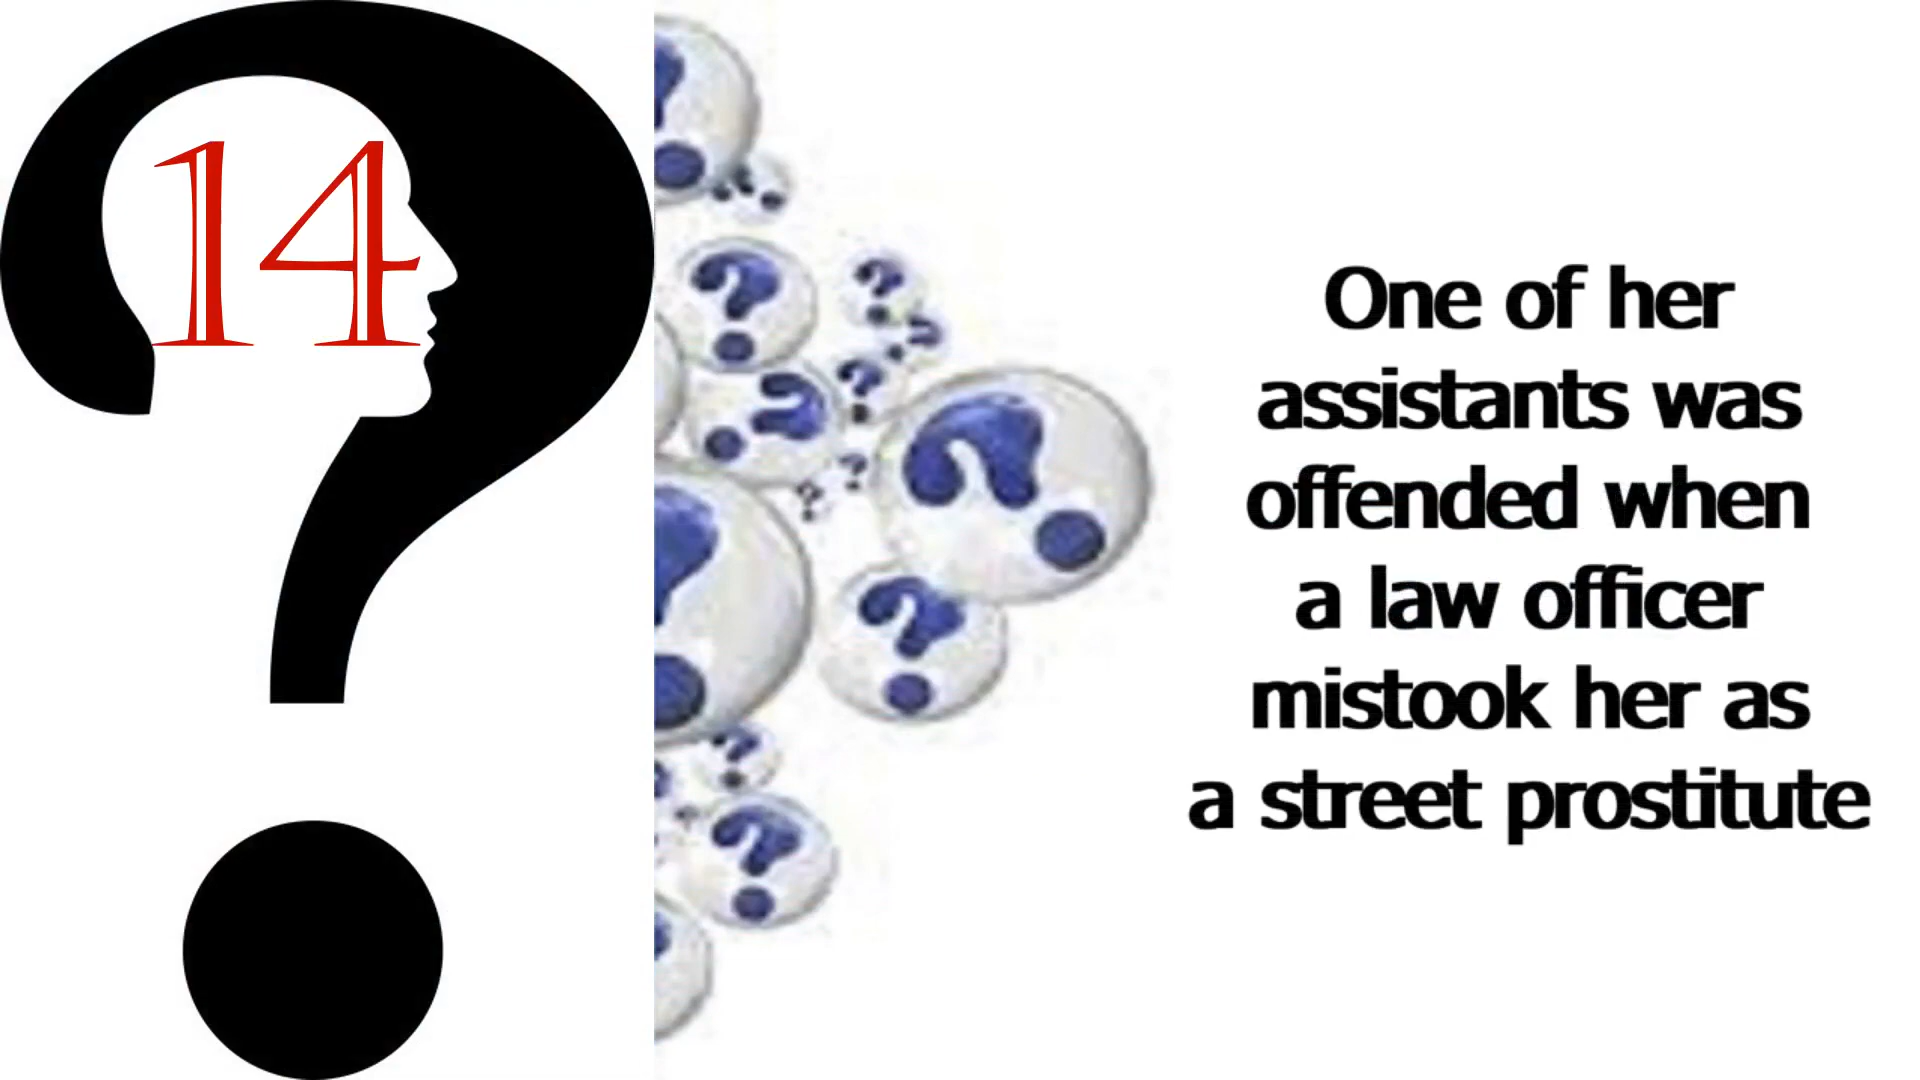 14
One of her
assistants was
offended when
a law officer
mistook her as
a street prostitute